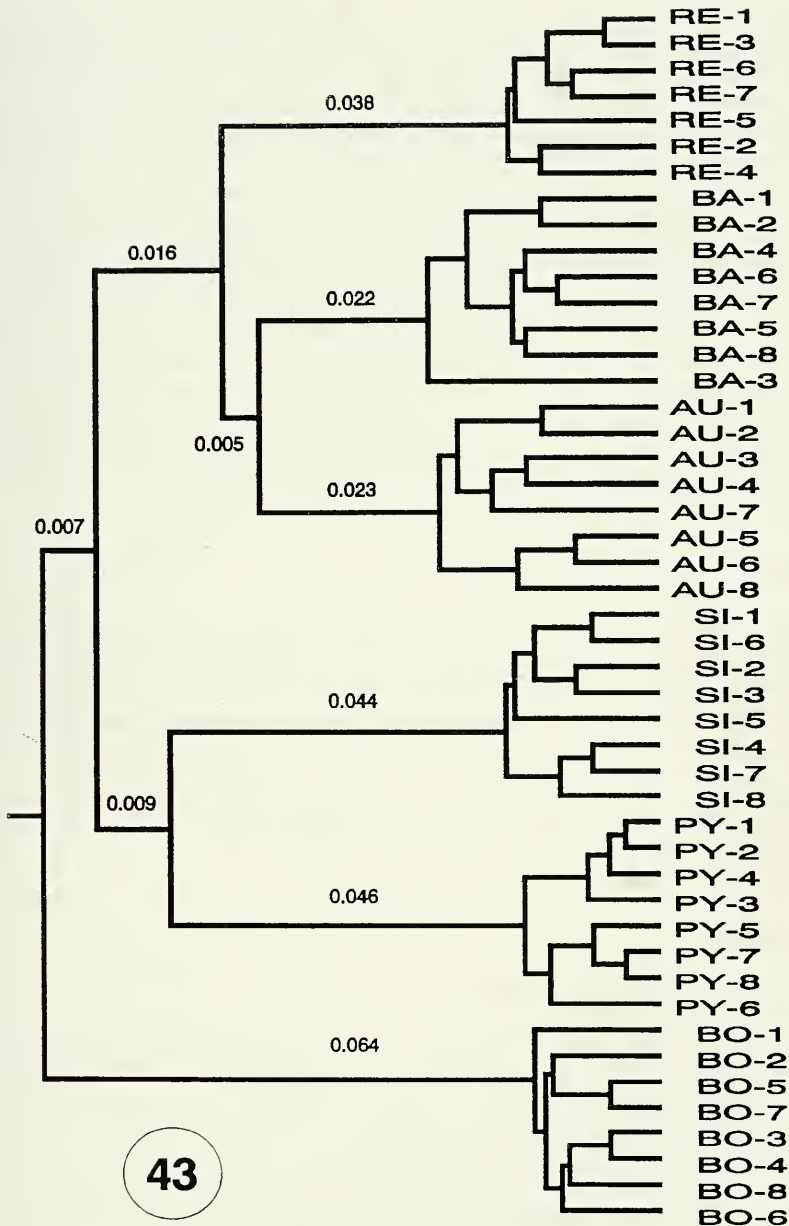 RE-1
RE-3
RE-6
RE-7
0.038
RE-5
RE-2
RE-4
BA-1
BA-2
0.016
BA-4
BA-6
0.022
BA-7
BA-5
BA-8
BA-3
AU-1
AU-2
0.005
AU-3
AU-4
0.023
AU-7
0.007
AU-5
AU-6
AU-8
SI-1
SI-6
SI-2
SI-3
0.044
SI-5
SI-4
SI-7
0.009
SI-8
PY-1
PY-2
PY-4
0.046
PY-3
PY-5
PY-7
PY-8
PY-6
BO-1
0.064
BO-2
BO-5
BO-7
BO-3
43
BO-4
BO-8
BO-6